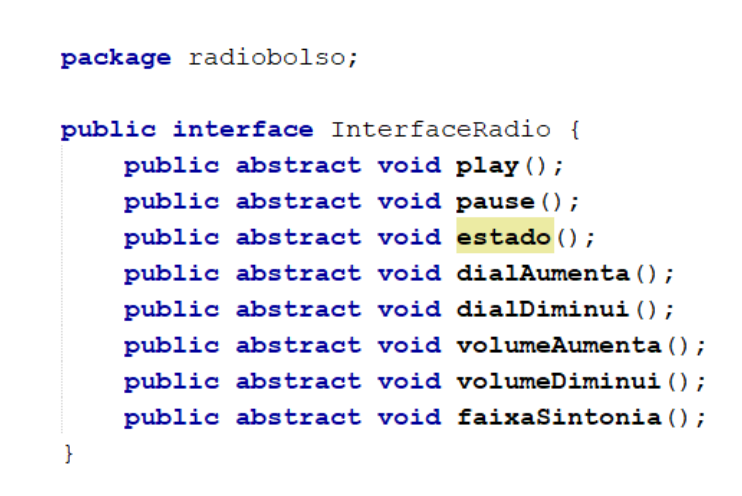 package radiobolso;
public interface InterfaceRadio {
public abstract void play();
public abstract void pause();
public abstract void estado();
public abstract void dialAumenta();
public abstract void dialDiminui();
public abstract void volumeAumenta();
public abstract void volumeDiminui();
public abstract void faixaSintonia();
}